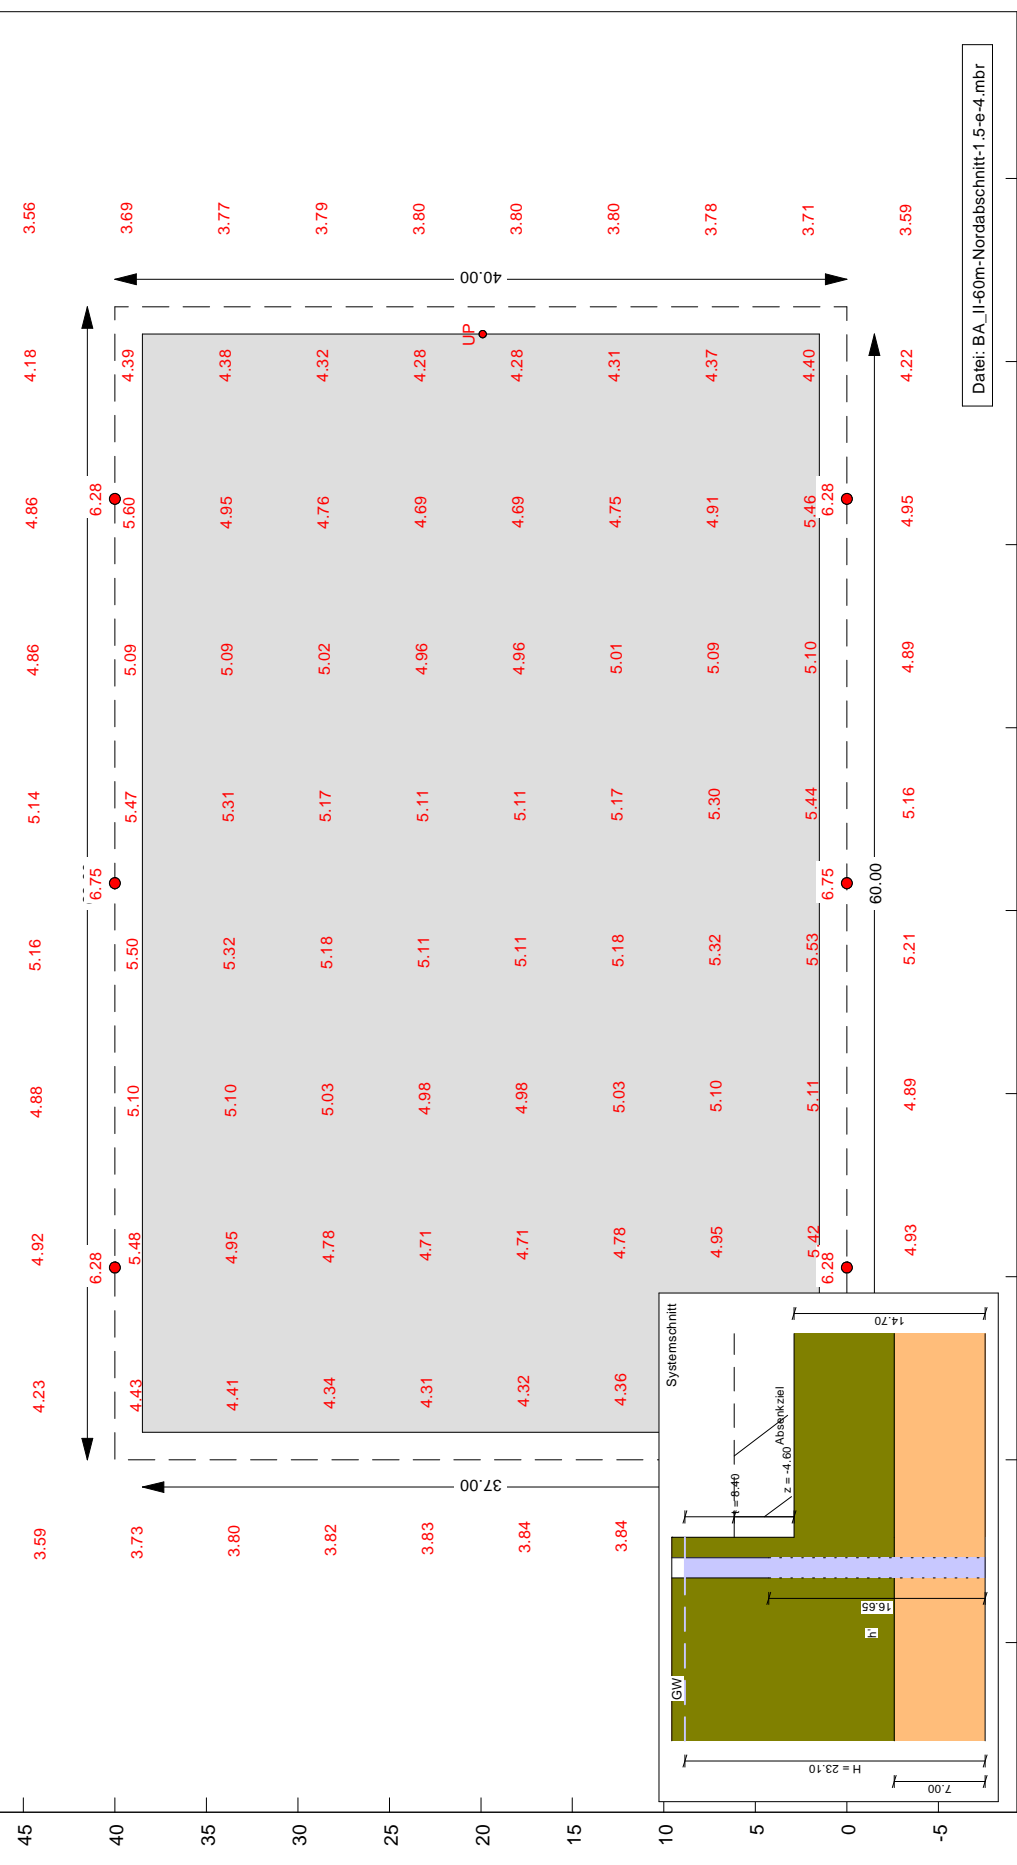 3.56 3.69 3.77 3.79 3.80 3.80 3.80 3.78 3.71 3.59
40.00
UP
4.18 4.39 4.38 4.32 4.28 4.28 4.31 4.37 4.40 4.22
6.28 6.28
4.86 5.60 4.95 4.76 4.69 4.69 4.75 4.91 5.46 4.95
4.86 5.09 5.09 5.02 4.96 4.96 5.01 5.09 5.10 4.89
5.14 5.47 5.31 5.17 5.11 5.11 5.17 5.30 5.44 5.16
6.75 6.75
60.00
5.16 5.50 5.32 5.18 5.11 5.11 5.18 5.32 5.53 5.21
4.88 5.10 5.10 5.03 4.98 4.98 5.03 5.10 5.11 4.89
4.92 5.48 4.95 4.78 4.71 4.71 4.78 4.95 5.42 4.93
6.28 6.28
4.23 4.43 4.41 4.34 4.31 4.32 4.36
37.00
3.59 3.73 3.80 3.82 3.83 3.84 3.84
45 40 35 30 25 20 15 10 5 0 -5
Datei: BA_II-60m-Nordabschnitt-1.5-e-4.mbr
Systemschnitt
14.70
Absenkziel
z = -4.60
t = 8.40
16.65
h'
GW
H = 23.10
7.00